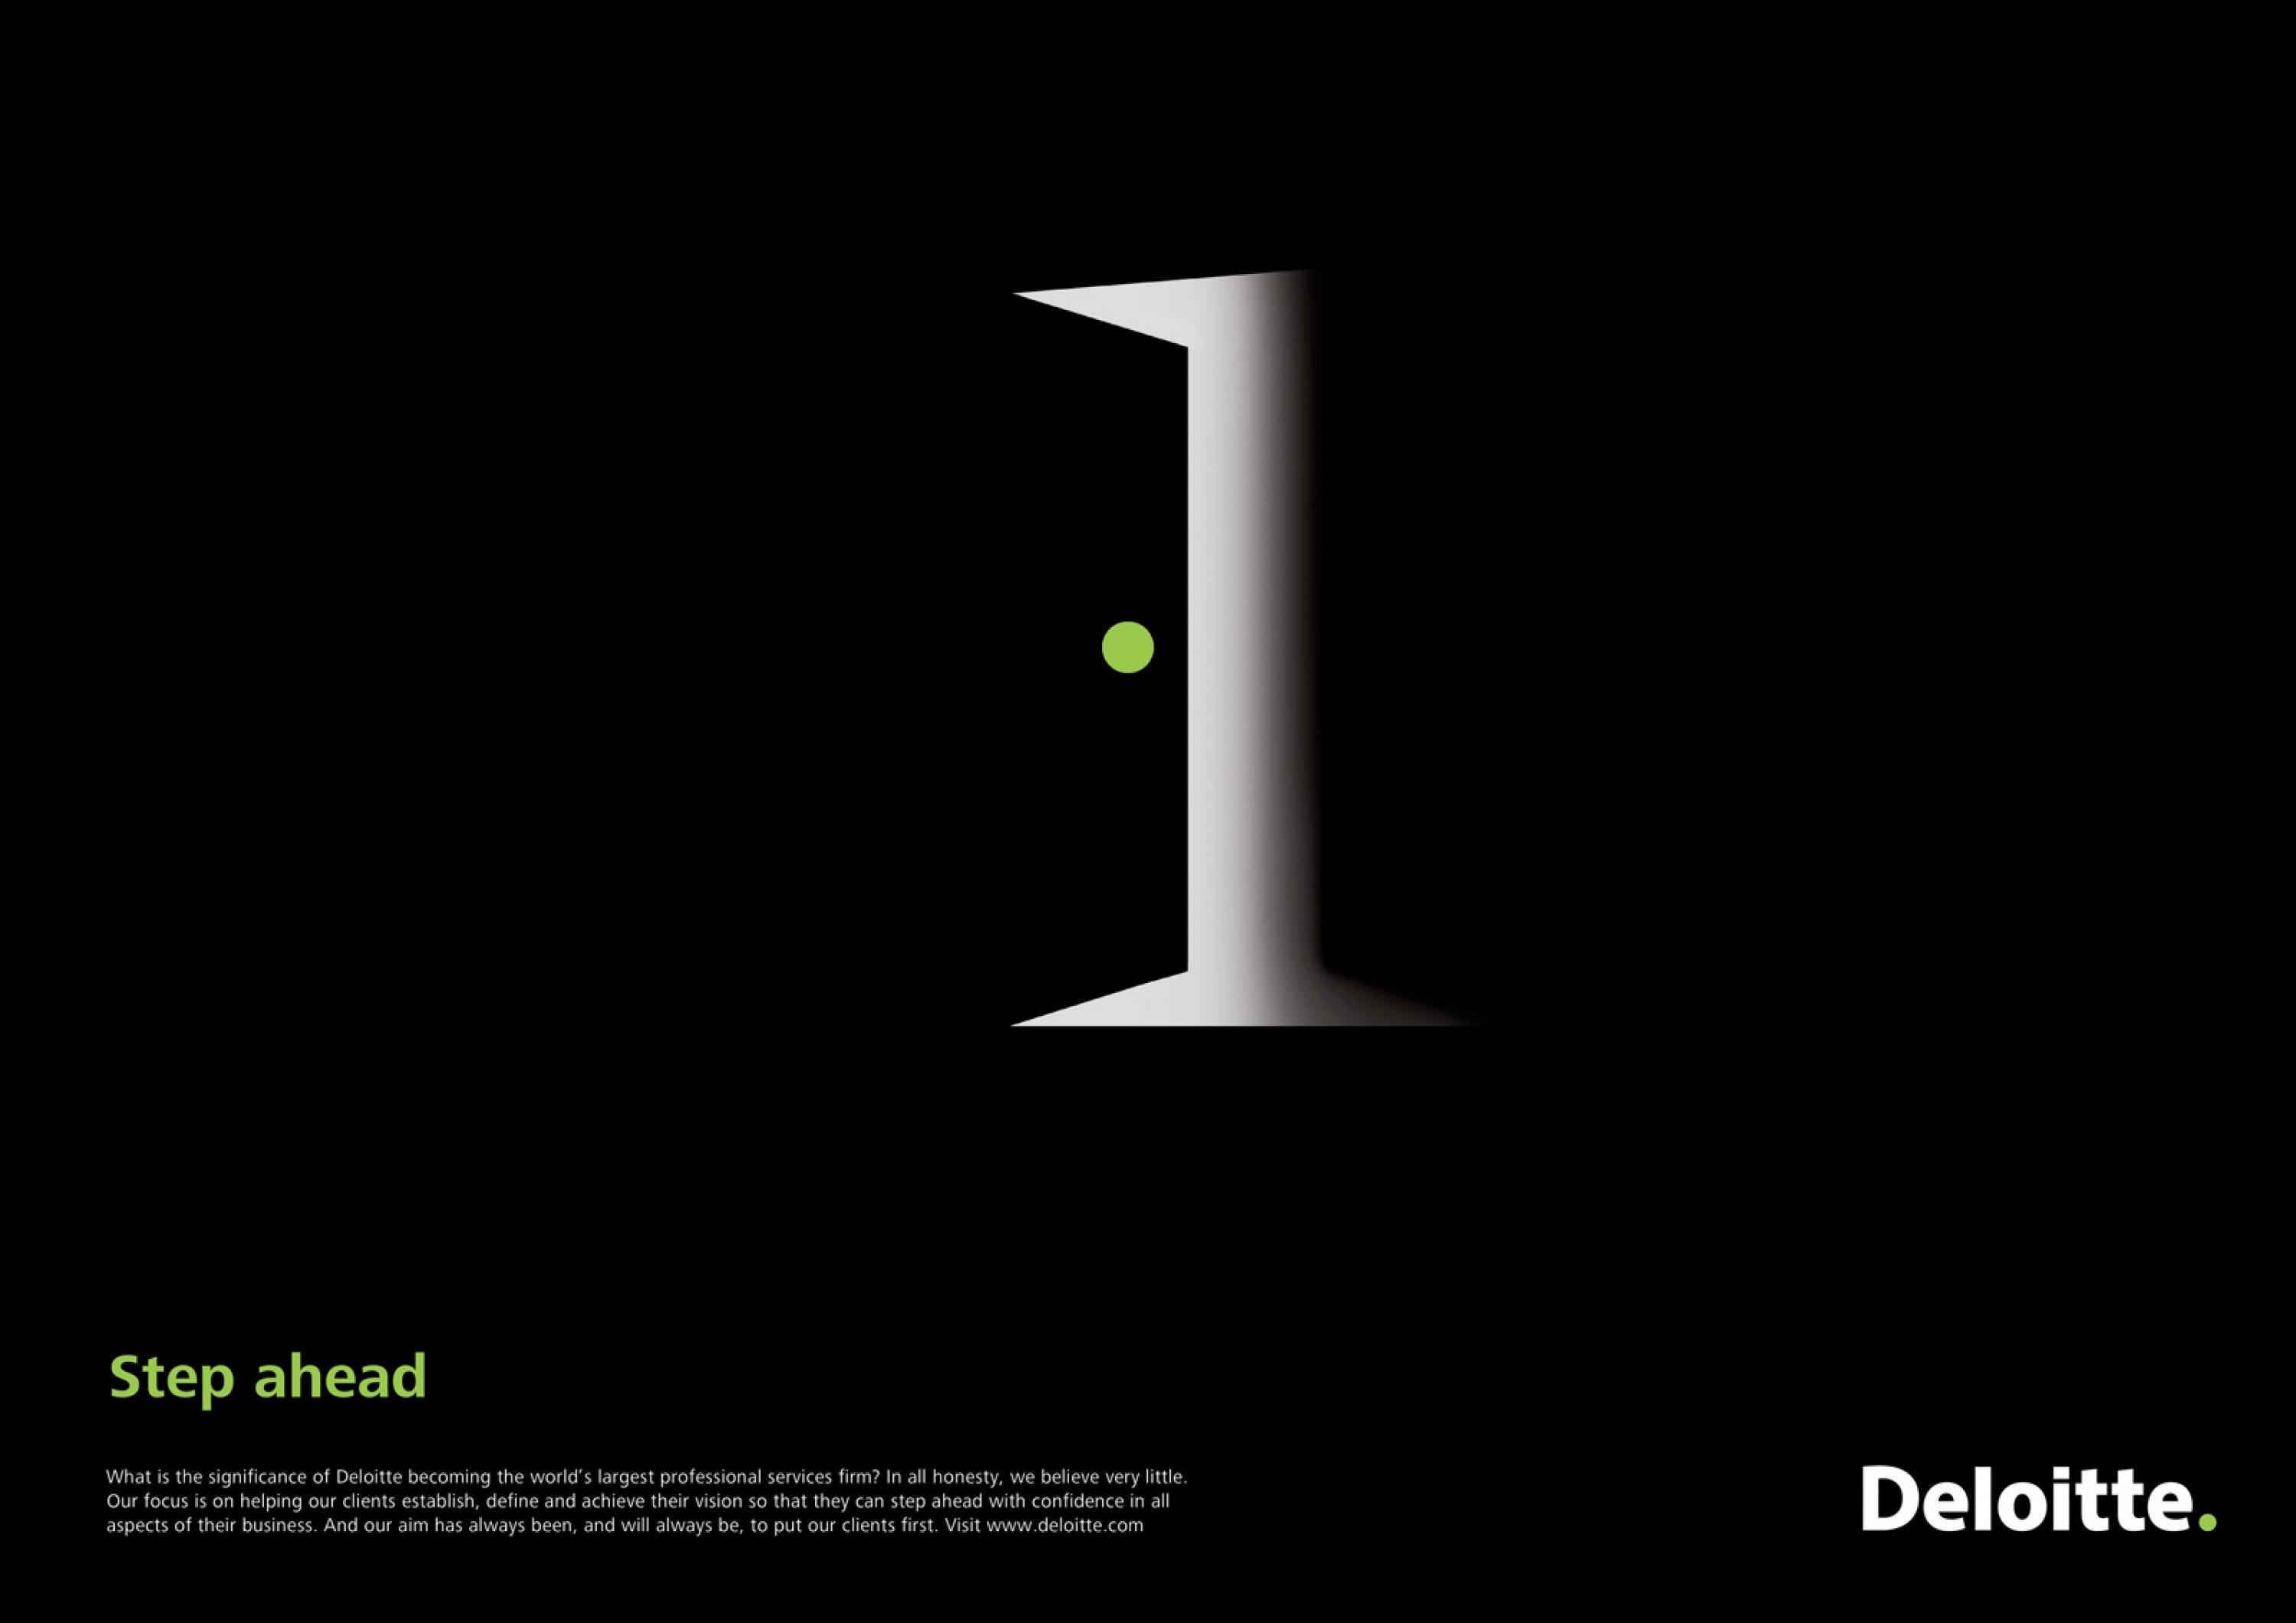 1
Step ahead
What is the significance of Deloitte becoming the world's largest professional services firm? In all honesty, we believe very little.
Our focus is on helping our clients establish, define and achieve their vision so that they can step ahead with confidence in all
aspects of their business. And our aim has always been, and will always be, to put our clients first. Visit www.deloitte.com
Deloitte.